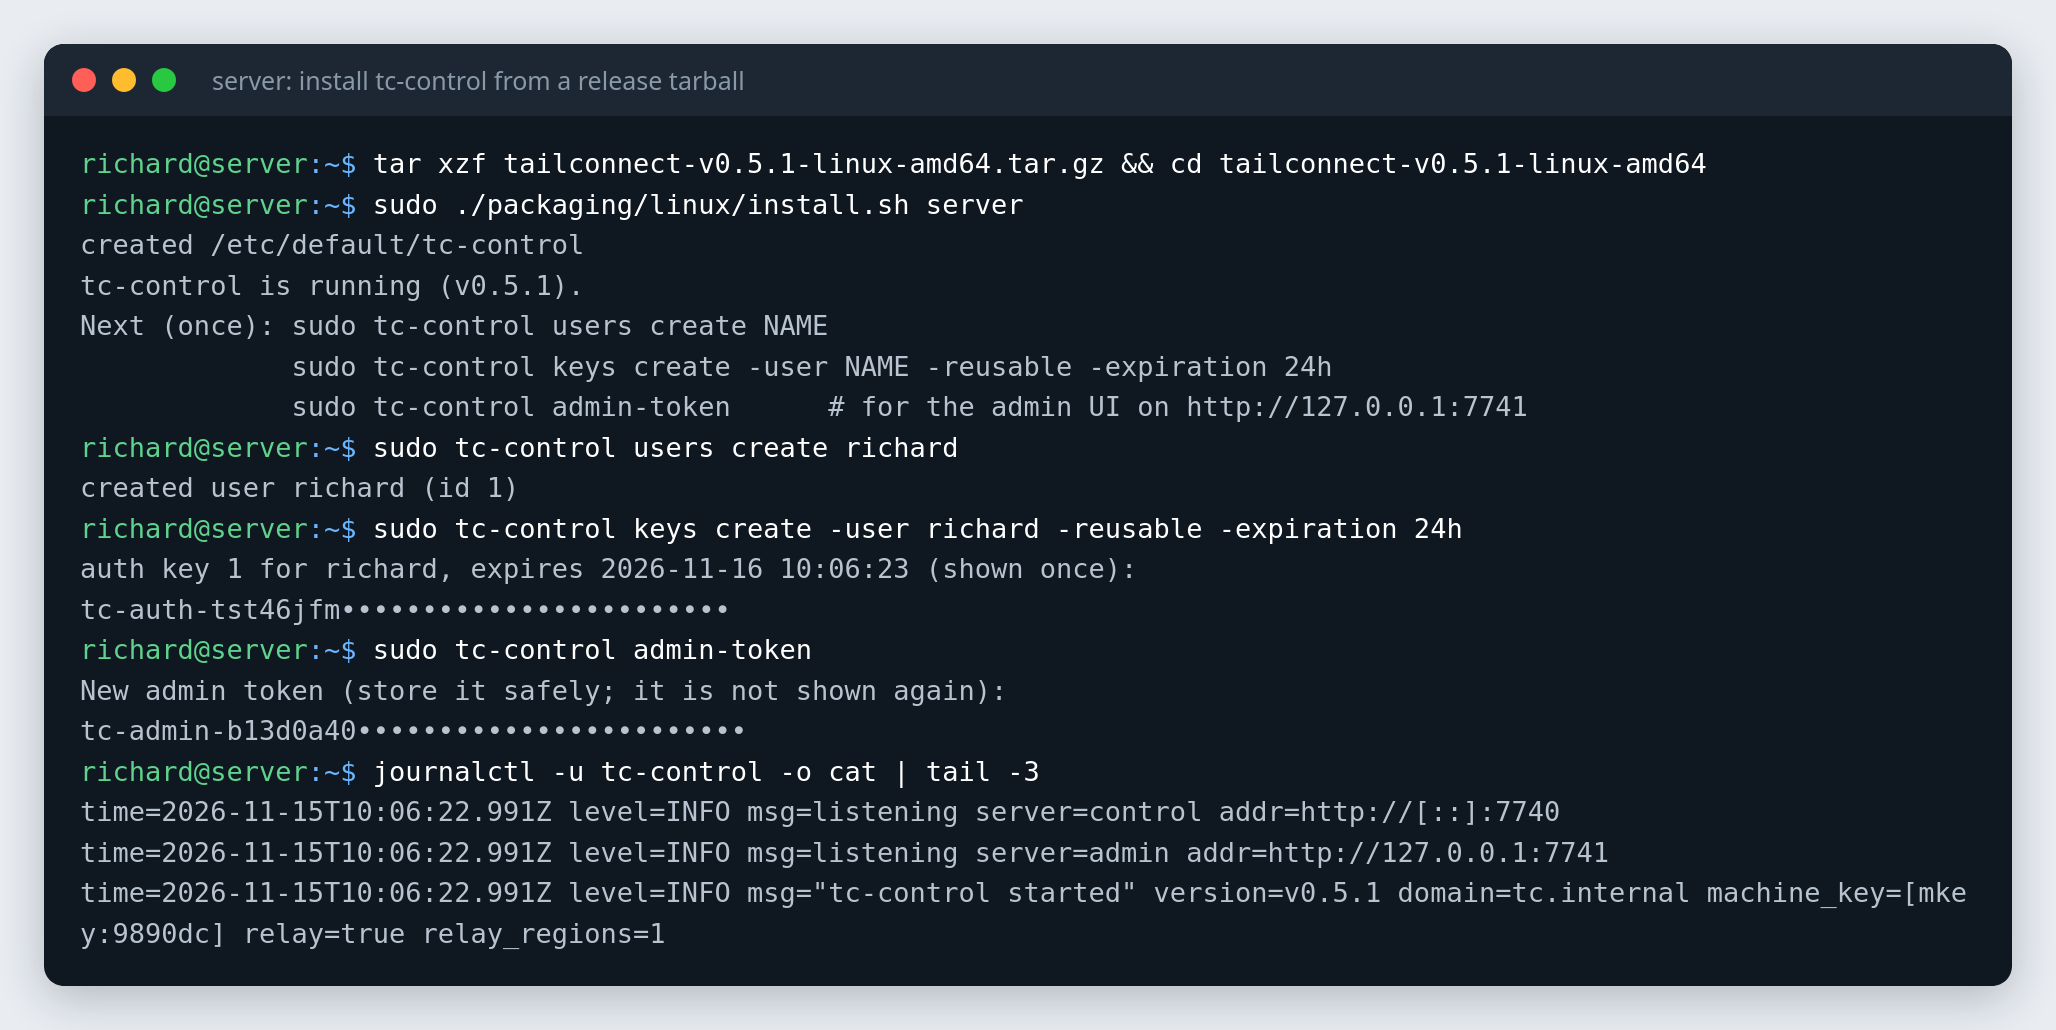 server: install tc-control from a release tarball
richard@server:~$ tar xzf tailconnect-v0.5.1-linux-amd64.tar.gz && cd tailconnect-v0.5.1-linux-amd64
richard@server:~$ sudo ./packaging/linux/install.sh server
created /etc/default/tc-control
tc-control is running (v0.5.1).
Next (once): sudo tc-control users create NAME
             sudo tc-control keys create -user NAME -reusable -expiration 24h
             sudo tc-control admin-token      # for the admin UI on http://127.0.0.1:7741
richard@server:~$ sudo tc-control users create richard
created user richard (id 1)
richard@server:~$ sudo tc-control keys create -user richard -reusable -expiration 24h
auth key 1 for richard, expires 2026-11-16 10:06:23 (shown once):
tc-auth-tst46jfm••••••••••••••••••••••••
richard@server:~$ sudo tc-control admin-token
New admin token (store it safely; it is not shown again):
tc-admin-b13d0a40••••••••••••••••••••••••
richard@server:~$ journalctl -u tc-control -o cat | tail -3
time=2026-11-15T10:06:22.991Z level=INFO msg=listening server=control addr=http://[::]:7740
time=2026-11-15T10:06:22.991Z level=INFO msg=listening server=admin addr=http://127.0.0.1:7741
time=2026-11-15T10:06:22.991Z level=INFO msg="tc-control started" version=v0.5.1 domain=tc.internal machine_key=[mke
y:9890dc] relay=true relay_regions=1